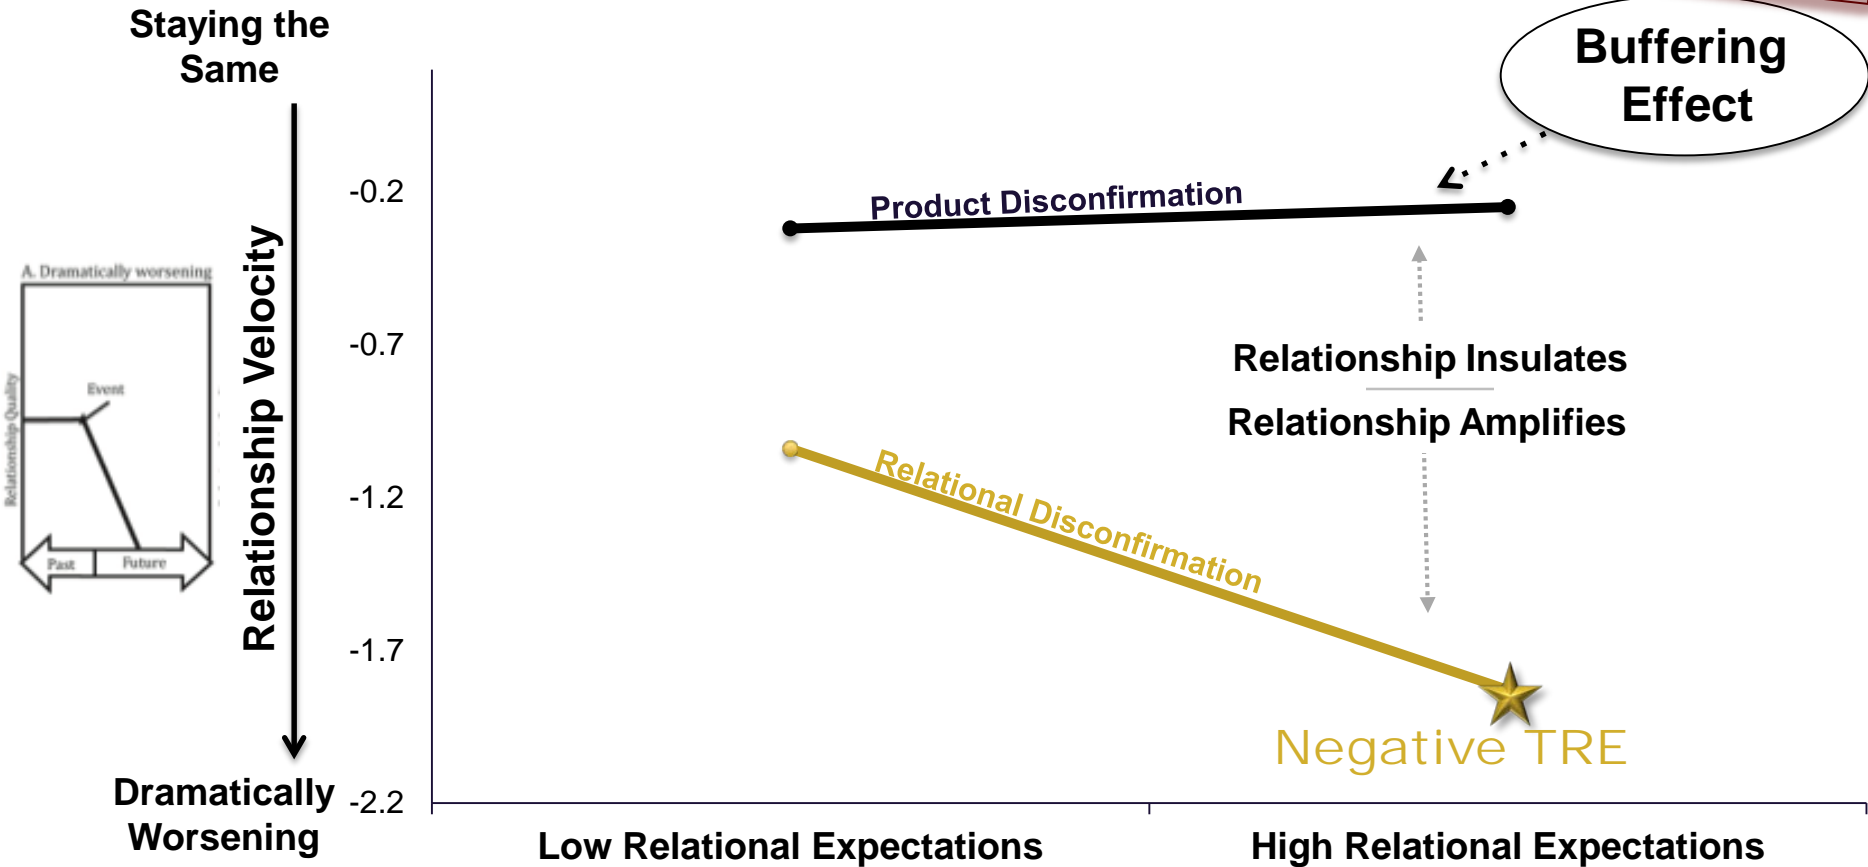 Staying the
Same
Buffering
Effect
-0.2
Product Disconfirmation
A. Dramatically worsening
Relationship Velocity
-0.7
Relationship Insulates
Event
Relationship Quality
Relationship Amplifies
Relational Disconfirmation
-1.2
Past
Future
-1.7
Negative TRE
Dramatically
Worsening
-2.2
Low Relational Expectations
High Relational Expectations